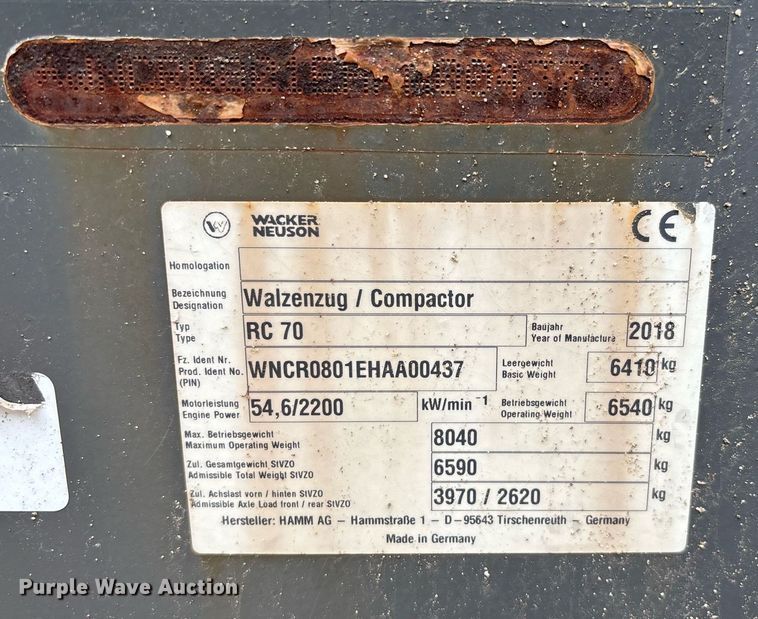 WACKER
NEUSON
CE
Homologation
Bezeichnung
Designation
Walzenzug / Compactor
Typ
Type
RC 70
Baujahr
Year of Manufacture
2018
Fz. Ident Nr.
Prod. Ident No.
(PIN)
WNCR0801EHAA00437
Leergewicht
Basic Weight
6410 kg
Motorleistung
Engine Power
54,6/2200
kW/min -1
Betriebsgewicht
Operating Weight
6540 kg
Max. Betriebsgewicht
Maximum Operating Weight
8040 kg
Zul. Gesamtgewicht StVZO
Admissible Total Weight StVZO
6590 kg
Zul. Achslast vorn / hinten StVZO
Admissible Axle Load front / rear StVZO
3970 / 2620 kg
Hersteller: HAMM AG – Hammstraße 1 – D-95643 Tirschenreuth – Germany
Made in Germany
Purple Wave Auction